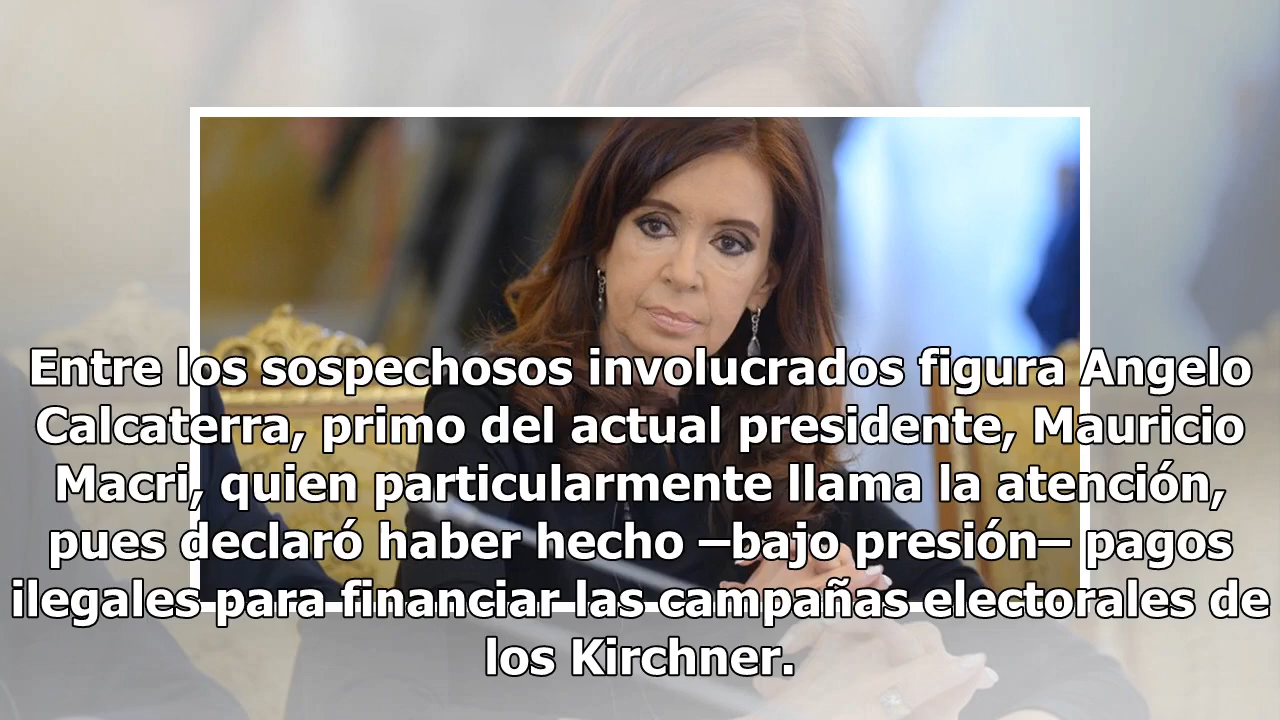 Entre los sospechosos involucrados figura Angelo
Calcaterra, primo del actual presidente, Mauricio
Macri, quien particularmente llama la atención,
pues declaró haber hecho –bajo presión– pagos
ilegales para financiar las campañas electorales de
los Kirchner.